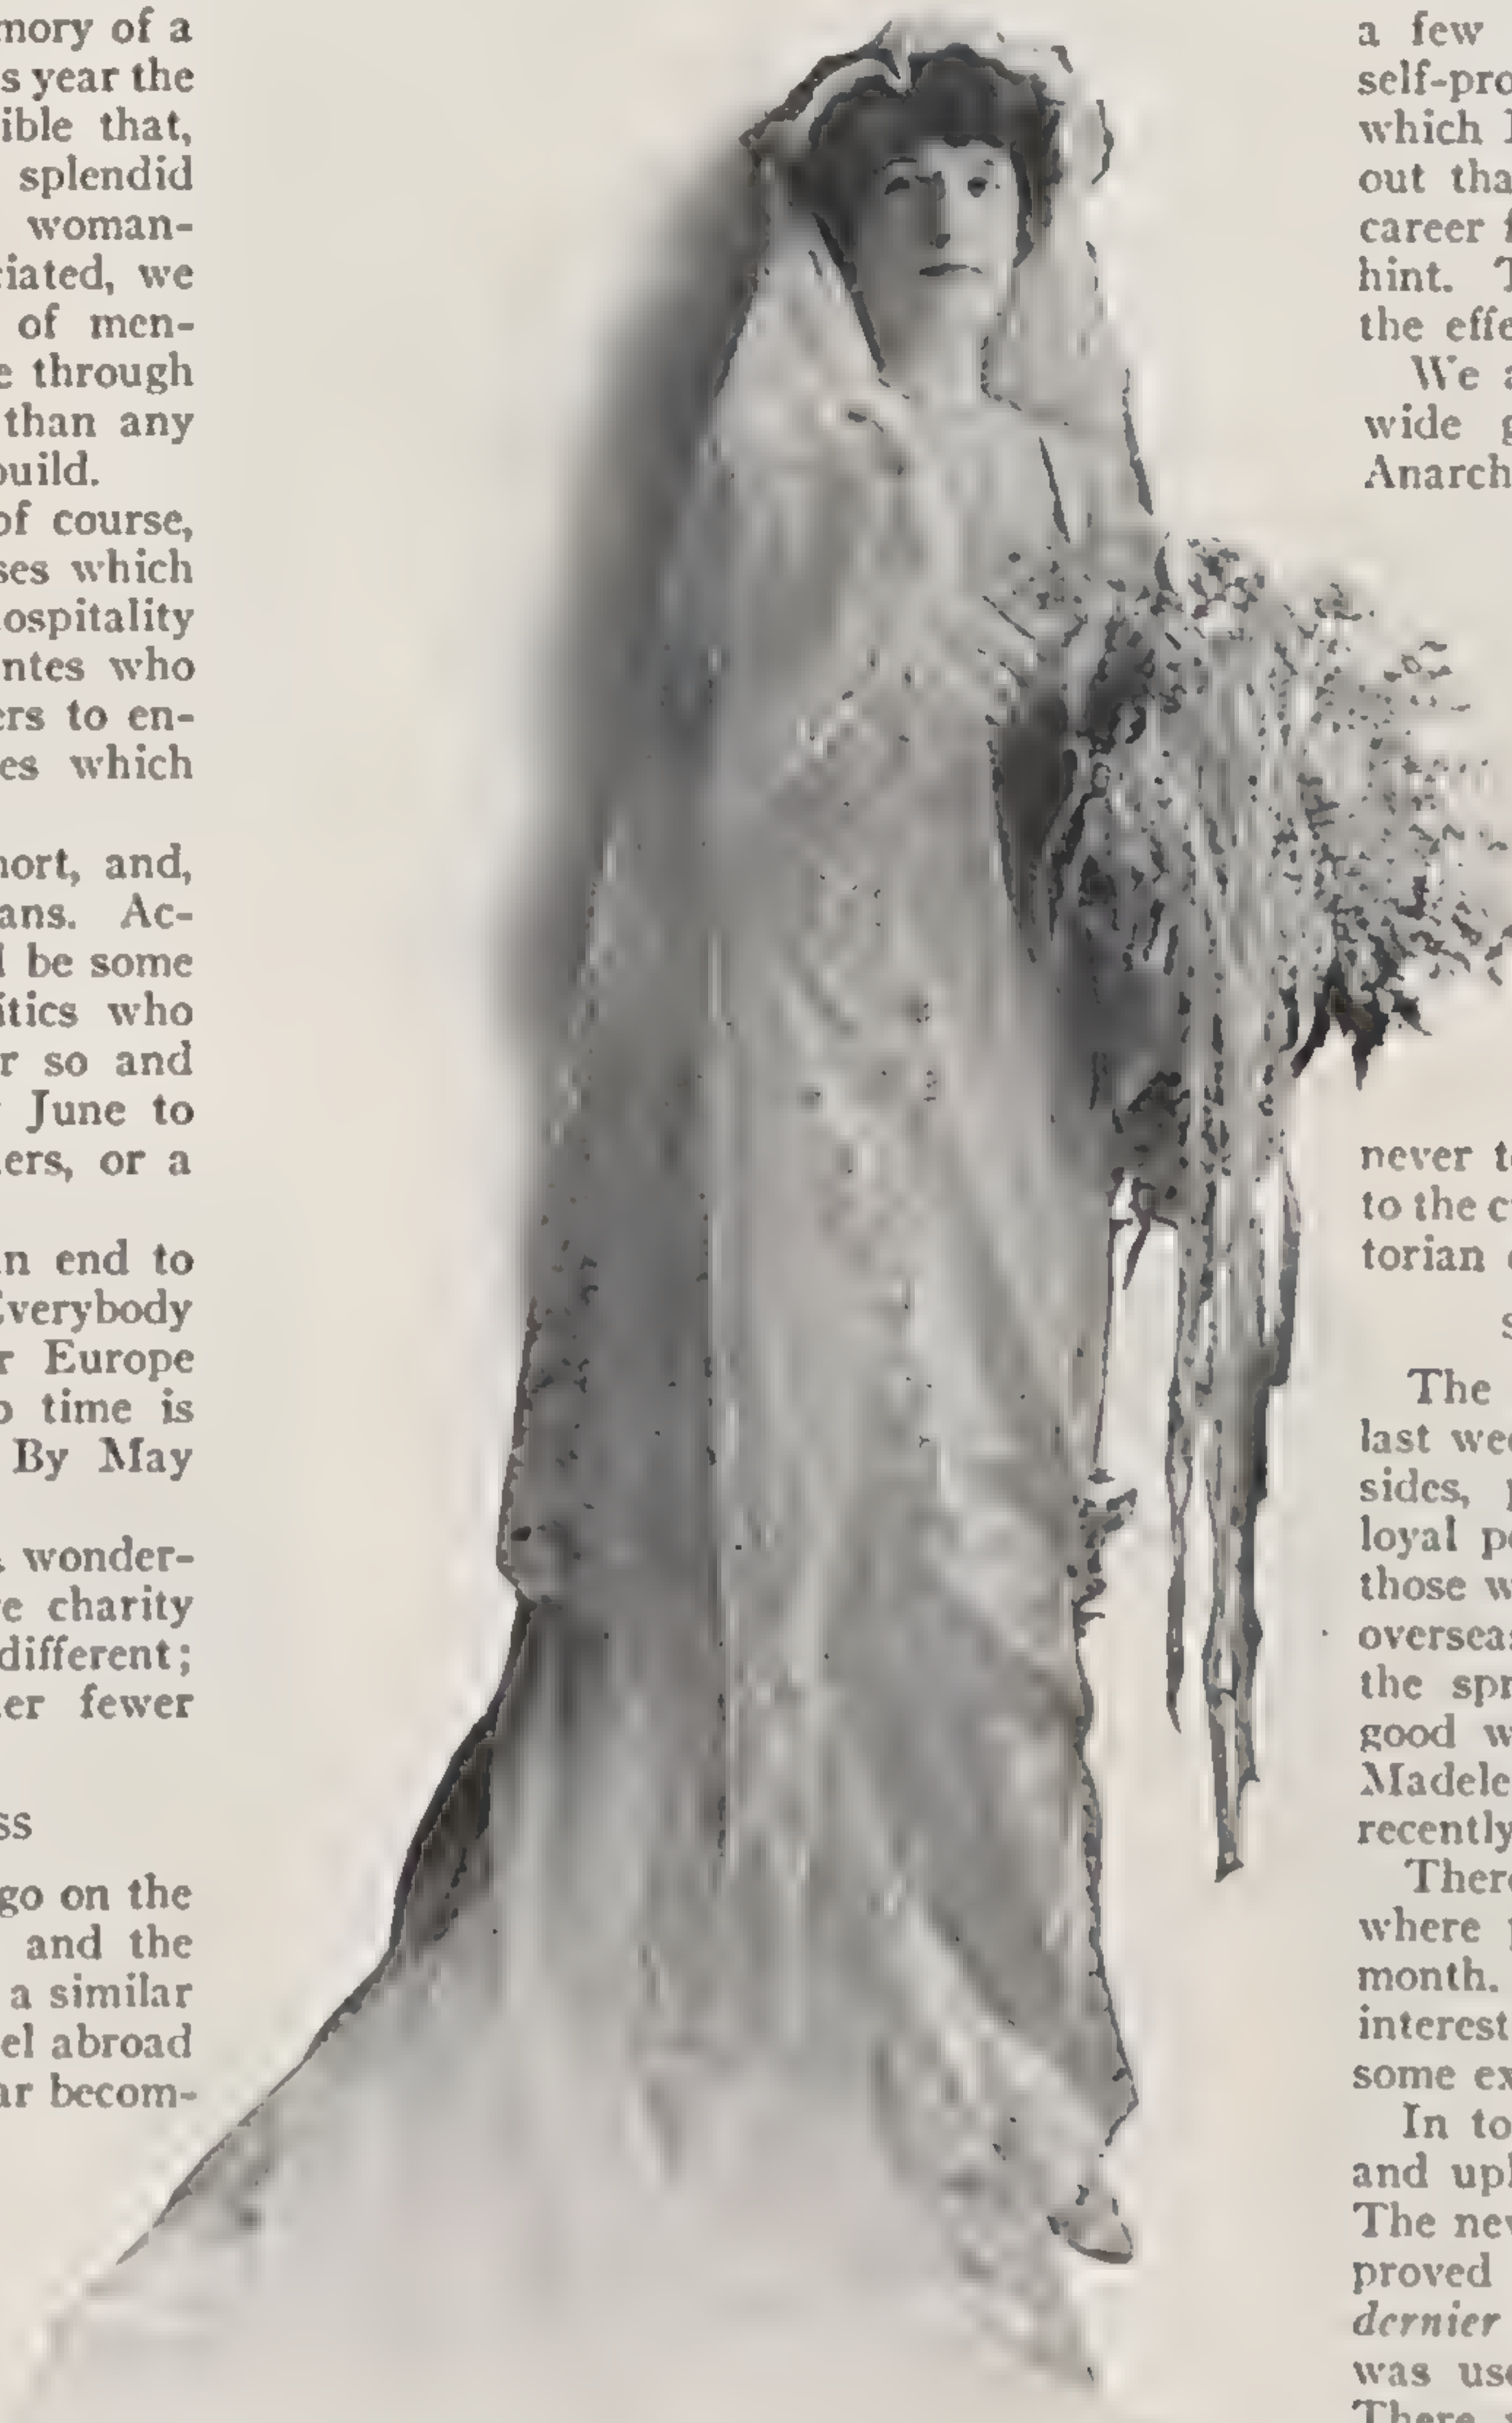 mory of a
s year the
ible that,
splendid
woman-
ciated, we
of men-
e through
than any
build.
of course,
ses which
ospitality
ntes who
ers to en-
es which
hort, and,
ans. Ac-
l be some
itics who
r so and
June to
ers, or a
n end to
Everybody
r Europe
o time is
By May
wonder-
e charity
different;
er fewer
ss
go on the
and the
a similar
el abroad
ar becom-
a few
self-pro
which
out tha
career
hint.
the effe
We a
wide g
Anarch
never t
to the c
torian
s
The
last wee
sides, p
loyal p
those w
overseas
the spr
good w
Madele
recently
There
where p
month.
interest
some ex
In to
and upl
The new
proved
dernier
was use
There